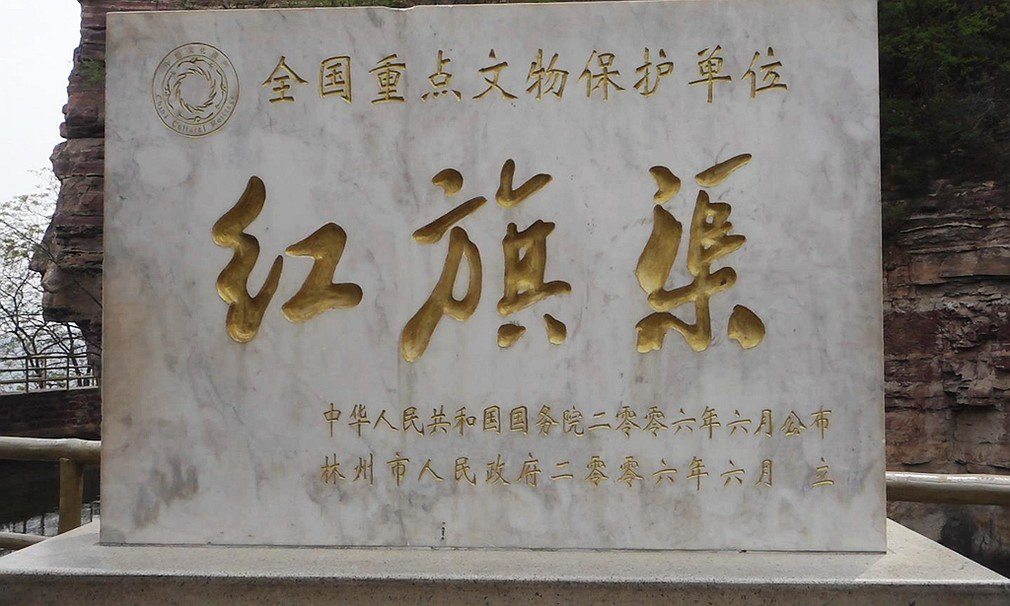 全国重点文物保护单位
红旗渠
中华人民共和国国务院二零零六年六月公布
林州市人民政府二零零六年六月 立